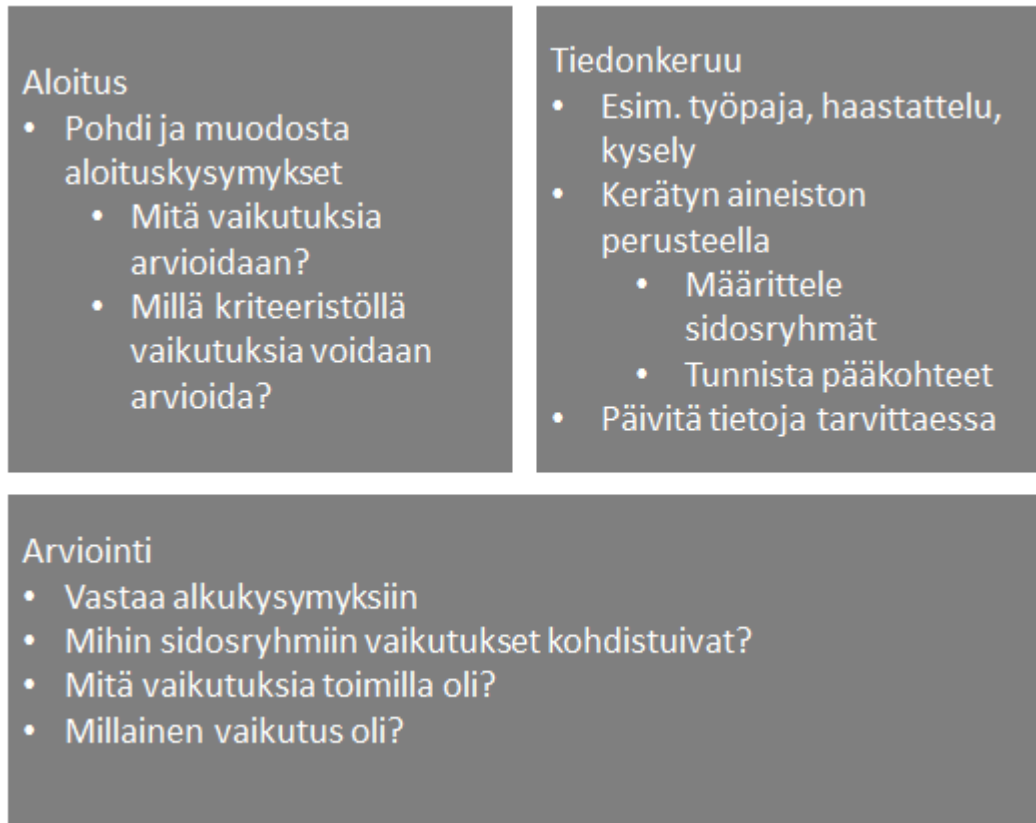 Aloitus
• Pohdi ja muodosta
aloituskysymykset
• Mitä vaikutuksia
arvioidaan?
• Millä kriteeristöllä
vaikutuksia voidaan
arvioida?
Tiedonkeruu
• Esim. työpaja, haastattelu,
kysely
• Kerätyn aineiston
perusteella
• Määrittele
sidosryhmät
• Tunnista pääkohteet
• Päivitä tietoja tarvittaessa
Arviointi
• Vastaa alkukysymyksiin
• Mihin sidosryhmiin vaikutukset kohdistuivat?
• Mitä vaikutuksia toimilla oli?
• Millainen vaikutus oli?